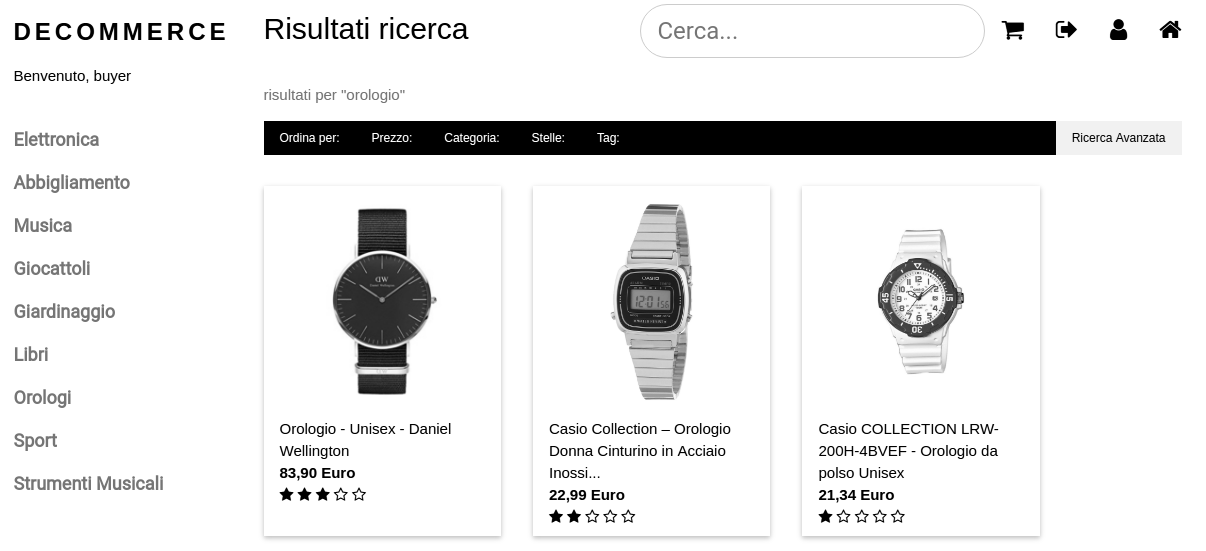 DECOMMERCE
Risultati ricerca
Cerca...
Benvenuto, buyer
risultati per "orologio"
Ordina per: Prezzo: Categoria: Stelle: Tag: Ricerca Avanzata
Elettronica
Abbigliamento
Musica
Giocattoli
Giardinaggio
Libri
Orologi
Sport
Strumenti Musicali
DW
CASIO
12:01 56
Orologio - Unisex - Daniel
Wellington
83,90 Euro
Casio Collection – Orologio
Donna Cinturino in Acciaio
Inossi...
22,99 Euro
Casio COLLECTION LRW-
200H-4BVEF - Orologio da
polso Unisex
21,34 Euro